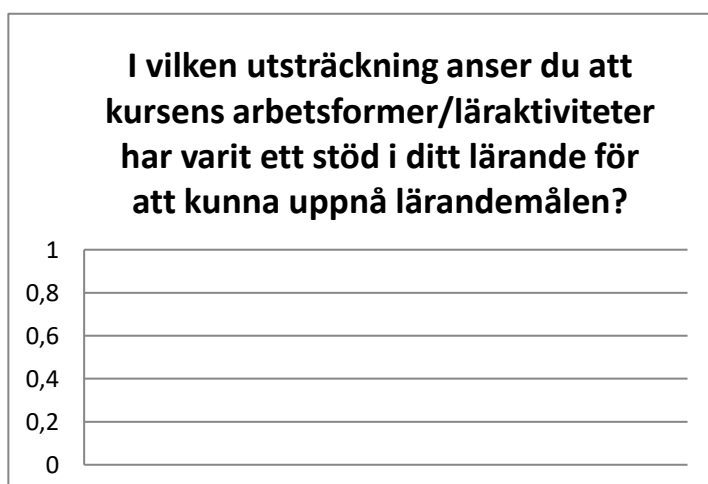 I vilken utsträckning anser du att
kursens arbetsformer/läraktiviteter
har varit ett stöd i ditt lärande för
att kunna uppnå lärandemålen?
1
0,8
0,6
0,4
0,2
0